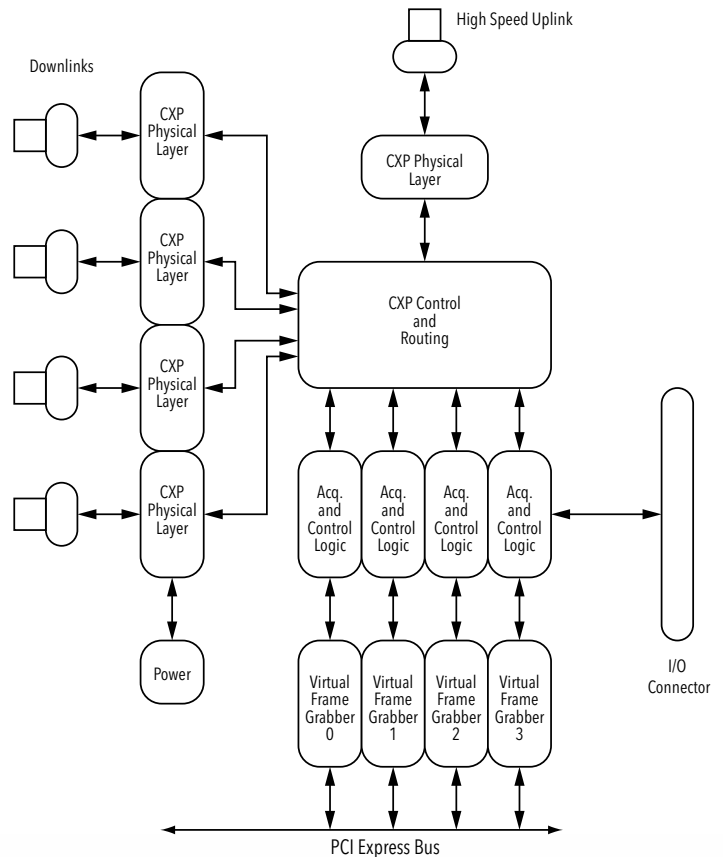 High Speed Uplink
Downlinks
CXP
Physical
Layer
CXP Physical
Layer
CXP
Physical
Layer
CXP Control
and
Routing
CXP
Physical
Layer
CXP
Physical
Layer
Acq.
and
Control
Logic
Acq.
and
Control
Logic
Acq.
and
Control
Logic
Acq.
and
Control
Logic
Power
Virtual
Frame
Grabber
0
Virtual
Frame
Grabber
1
Virtual
Frame
Grabber
2
Virtual
Frame
Grabber
3
I/O
Connector
PCI Express Bus